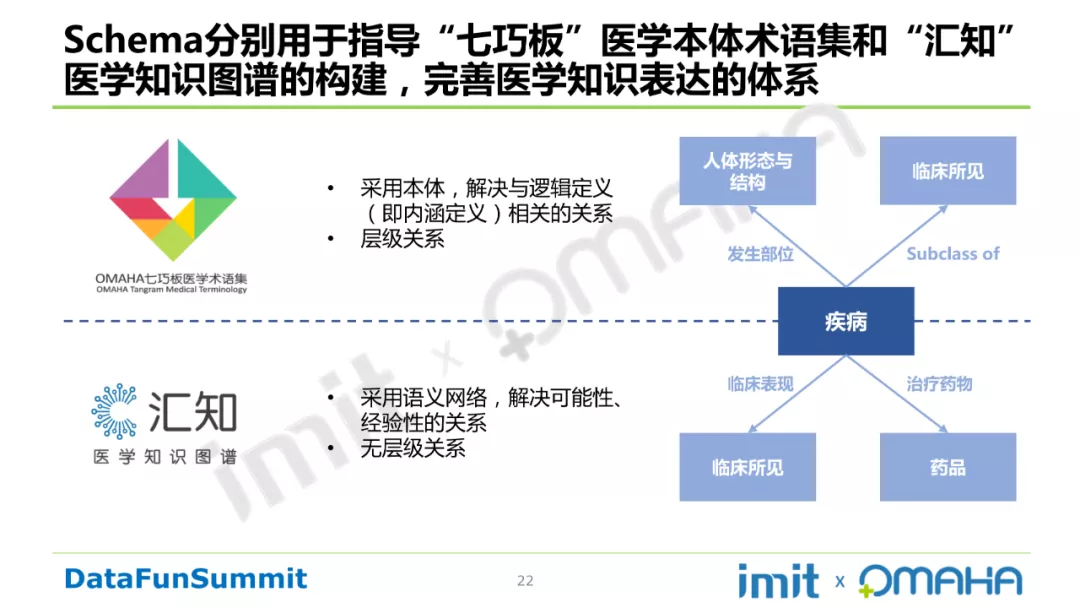 Schema分别用于指导“七巧板”医学本体术语集和“汇知”
医学知识图谱的构建，完善医学知识表达的体系
OMAHA七巧板医学术语集
OMAHA Tangram Medical Terminology
• 采用本体，解决与逻辑定义
（即内涵定义）相关的关系
• 层级关系
人体形态与
结构
临床所见
发生部位
Subclass of
疾病
汇知
医学知识图谱
• 采用语义网络，解决可能性、
经验性的关系
• 无层级关系
临床表现
治疗药物
临床所见
药品
imit x OMAHA
DataFunSummit
22
imit x OMAHA